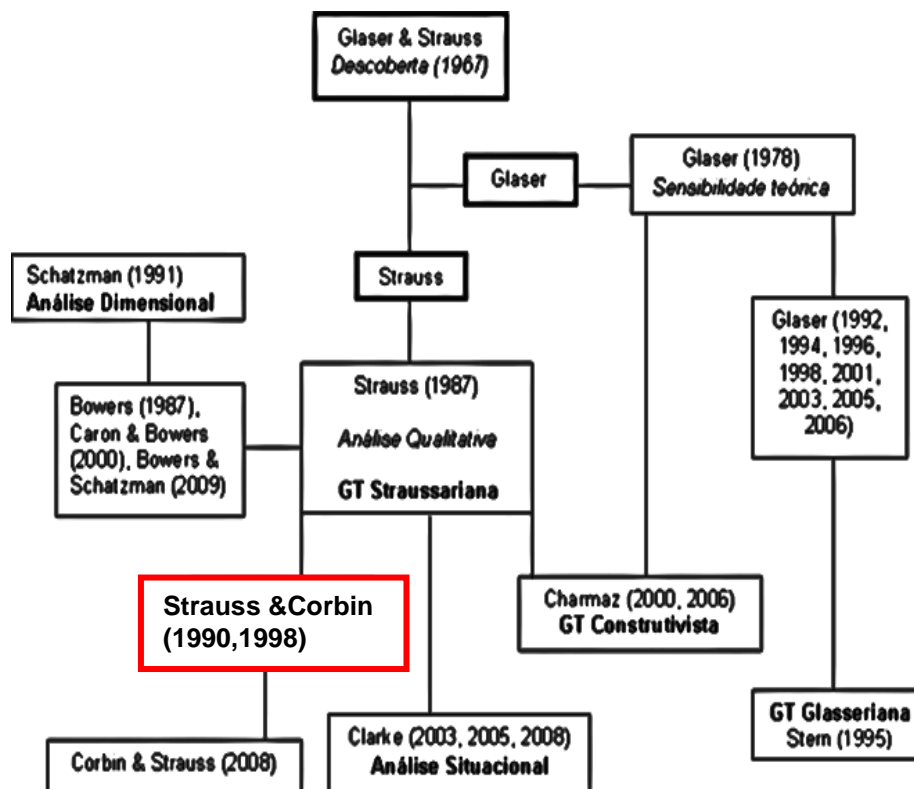 Glaser & Strauss
Descoberta (1967)
Glaser
Glaser (1978)
Sensibilidade teórica
Strauss
Schatzman (1991)
Análise Dimensional
Glaser (1992,
1994, 1996,
1998, 2001,
2003, 2005,
2006)
Strauss (1987)
Análise Qualitativa
GT Straussariana
Bowers (1987),
Caron & Bowers
(2000), Bowers &
Schatzman (2009)
Strauss &Corbin
(1990,1998)
Charmaz (2000, 2006)
GT Construtivista
GT Glasseriana
Stern (1995)
Corbin & Strauss (2008)
Clarke (2003, 2005, 2008)
Análise Situacional